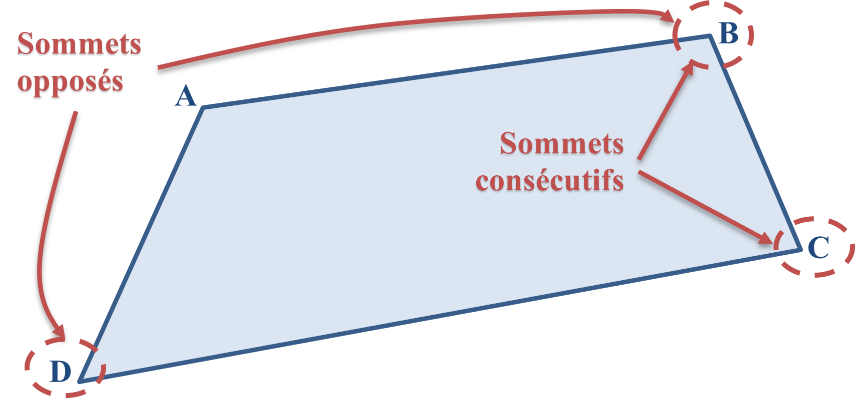 Sommets
opposés
B
A
Sommets
consécutifs
C
D